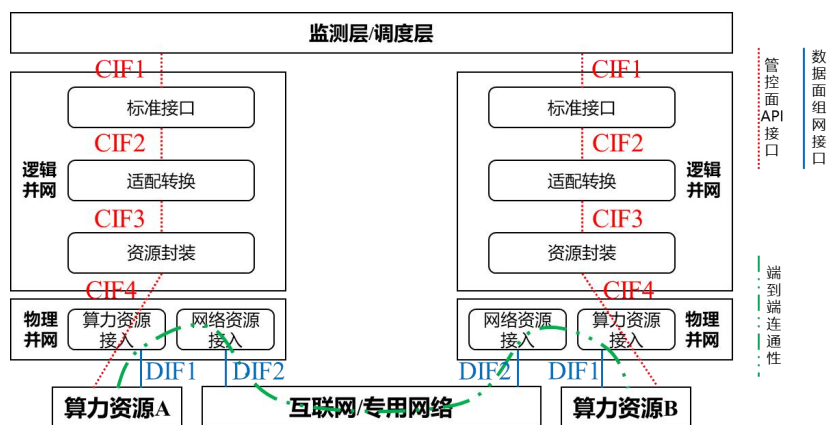 监测层/调度层
CIF1
标准接口
CIF2
适配转换
逻辑
并网
CIF3
资源封装
CIF4
物理
并网
算力资源
接入
网络资源
接入
DIF1
DIF2
算力资源A
互联网/专用网络
CIF1
标准接口
CIF2
适配转换
逻辑
并网
CIF3
资源封装
CIF4
网络资源
接入
算力资源
接入
物理
并网
DIF2
DIF1
算力资源B
管控面API接口
数据面组网接口
端到端连通性